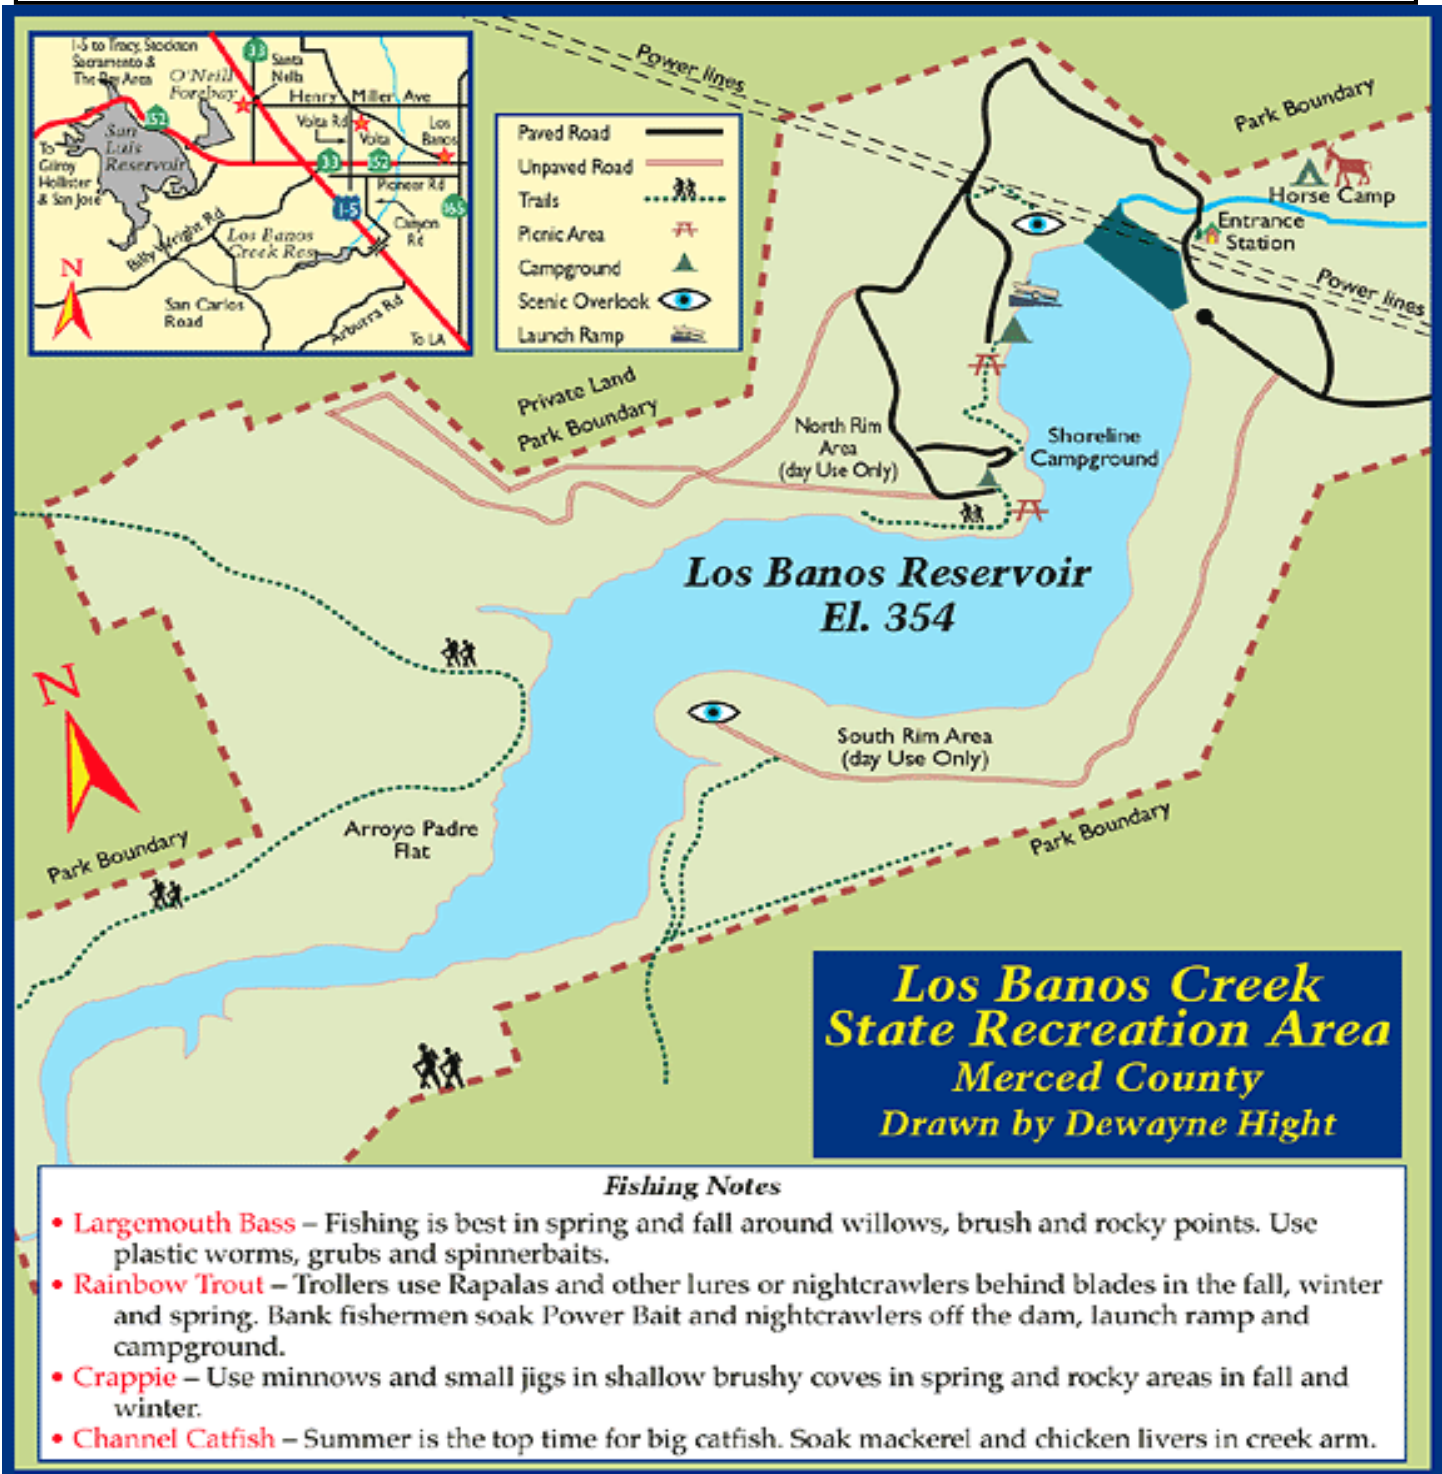 I-5 to Tracy, Stockton
Sacramento &
The Bay Area
O'Neill
Forebay
33
Santa
Nella
Henry Miller Ave
152
San
Luis
Reservoir
To
Gilroy
Hollister
& San Jose
Volta Rd
Volta
Los
Banos
33
152
Pioneer Rd
I-5
165
Canyon
Rd
Billy Wright Rd
Los Banos
Creek Res
N
San Carlos
Road
Arburra Rd
To LA
Paved Road
Unpaved Road
Trails
Picnic Area
Campground
Scenic Overlook
Launch Ramp
Power lines
Park Boundary
Horse Camp
Entrance
Station
Power lines
Private Land
Park Boundary
North Rim
Area
(day Use Only)
Shoreline
Campground
Los Banos Reservoir
El. 354
N
South Rim Area
(day Use Only)
Arroyo Padre
Flat
Park Boundary
Park Boundary
Los Banos Creek
State Recreation Area
Merced County
Drawn by Dewayne Hight
Fishing Notes
• Largemouth Bass – Fishing is best in spring and fall around willows, brush and rocky points. Use
plastic worms, grubs and spinnerbaits.
• Rainbow Trout – Trollers use Rapalas and other lures or nightcrawlers behind blades in the fall, winter
and spring. Bank fishermen soak Power Bait and nightcrawlers off the dam, launch ramp and
campground.
• Crappie – Use minnows and small jigs in shallow brushy coves in spring and rocky areas in fall and
winter.
• Channel Catfish – Summer is the top time for big catfish. Soak mackerel and chicken livers in creek arm.